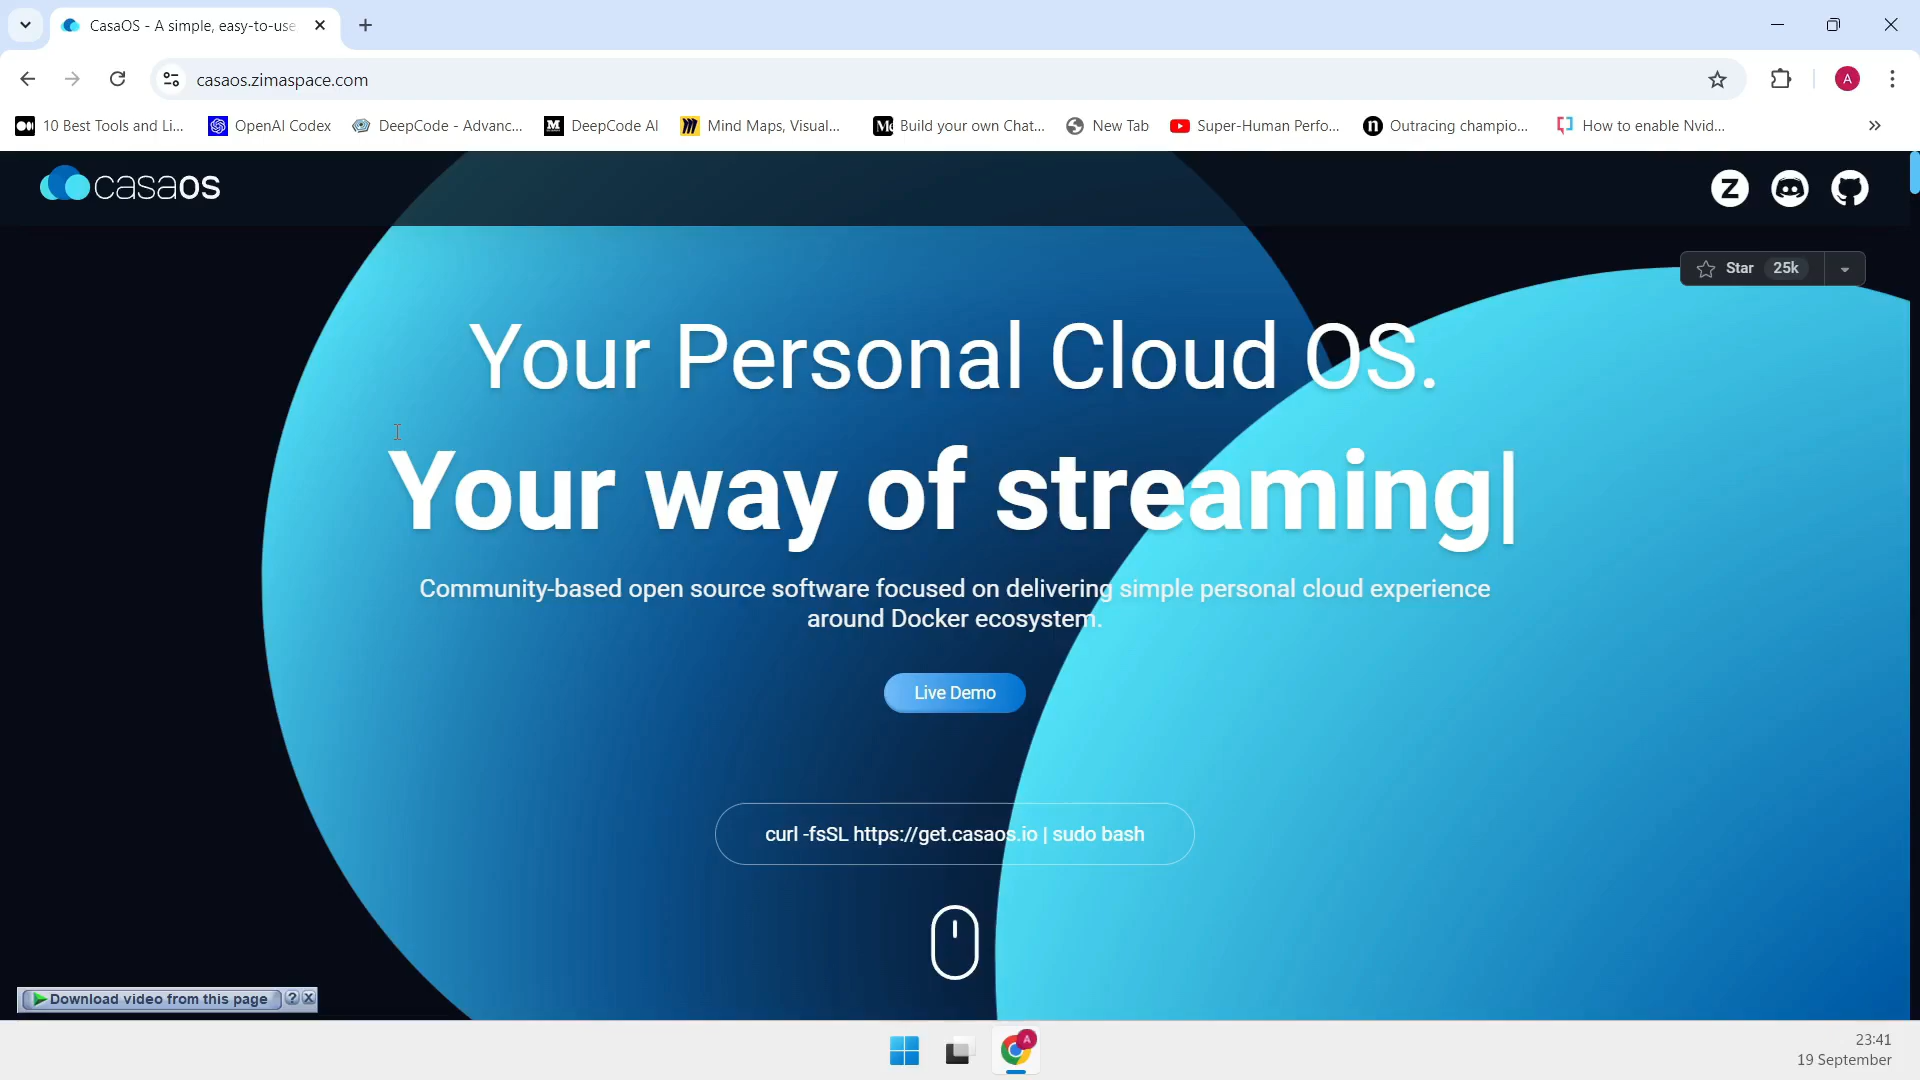 CasaOS - A simple, easy-to-use
casaos.zimaspace.com
A
10 Best Tools and Li...
OpenAI Codex
DeepCode - Advanc...
DeepCode AI
Mind Maps, Visual...
Build your own Chat...
New Tab
Super-Human Perfo...
Outracing champio...
How to enable Nvid...
casaOS
Z
Star 25k
Your Personal Cloud OS.
Your way of streaming|
Community-based open source software focused on delivering simple personal cloud experience
around Docker ecosystem.
Live Demo
curl -fsSL https://get.casaos.io | sudo bash
Download video from this page
?
A
23:41
19 September